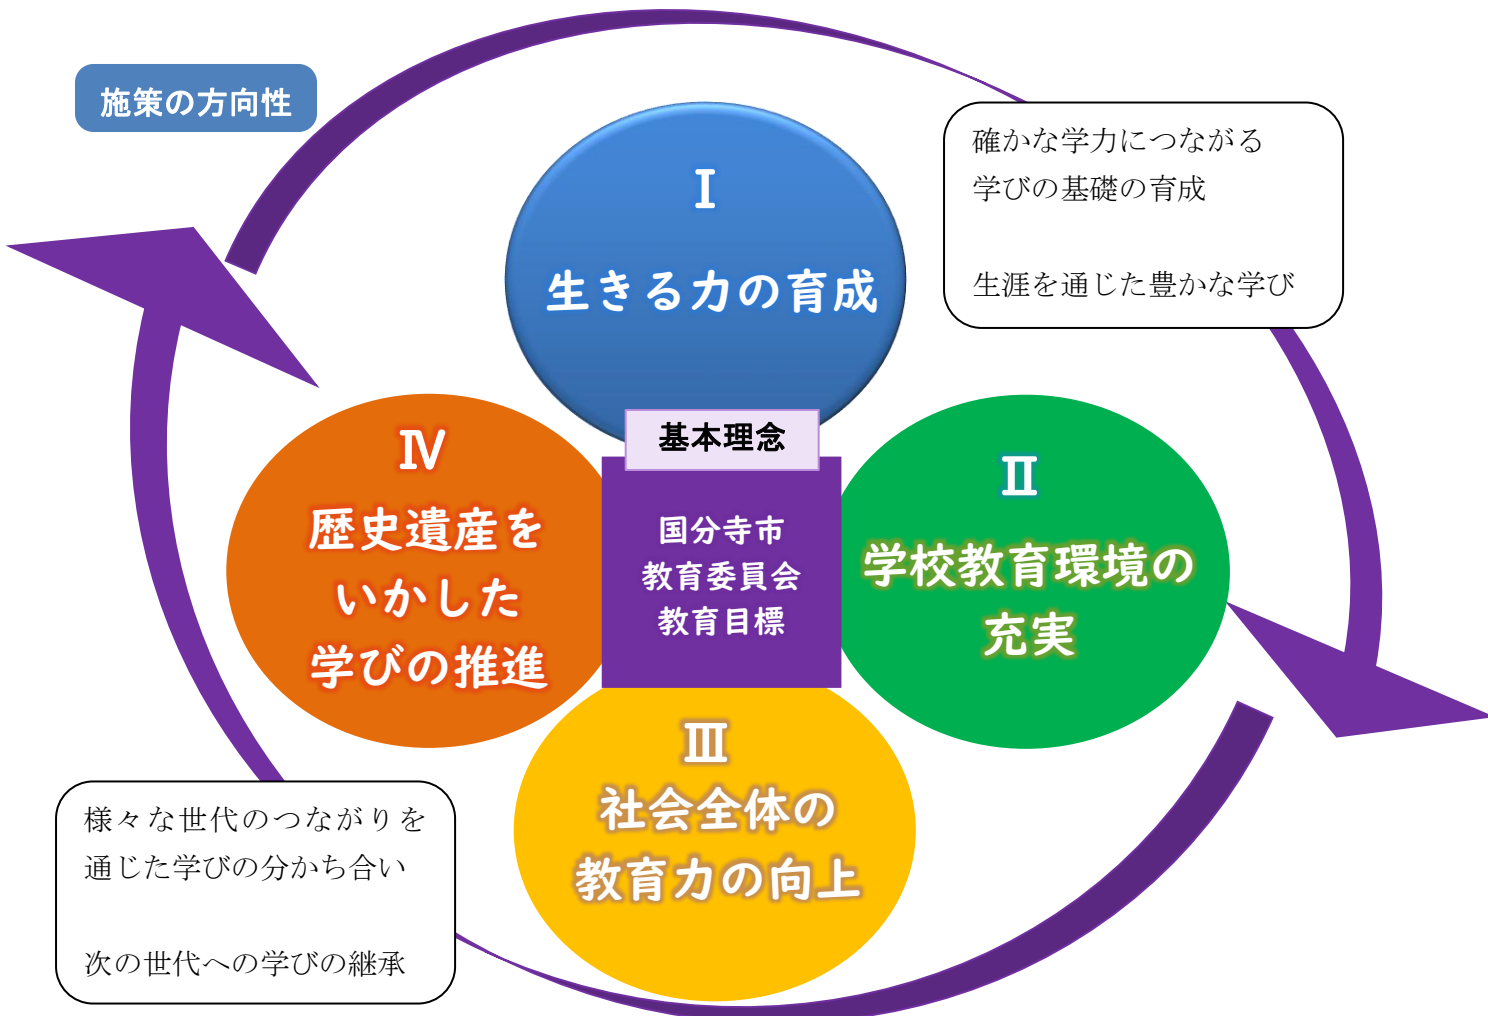 施策の方向性
確かな学力につながる
学びの基礎の育成
生涯を通じた豊かな学び
Ⅰ
生きる力の育成
基本理念
国分寺市
教育委員会
教育目標
Ⅱ
学校教育環境の
充実
Ⅲ
社会全体の
教育力の向上
Ⅳ
歴史遺産を
いかした
学びの推進
様々な世代のつながりを
通じた学びの分かち合い
次の世代への学びの継承